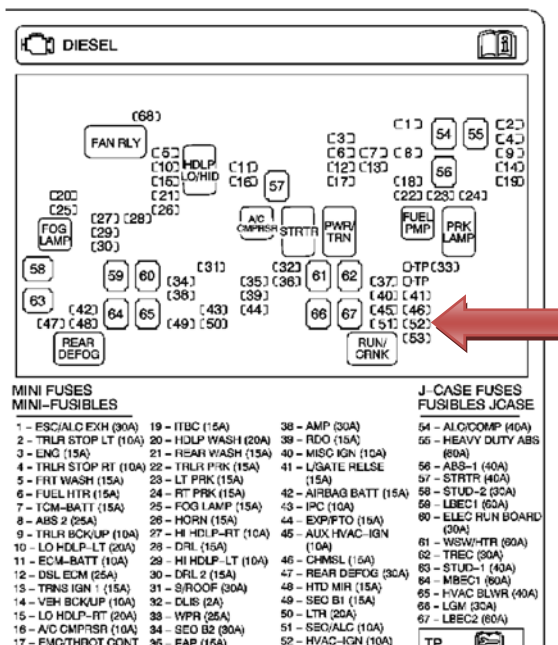 DIESEL
[68]
FAN RLY
[1] 54 55 [2]
[3] [4]
[5] HDLP LO/HID [6] [7] [8] [9]
[10] [11] [12] [13] 56 [14]
[15] [16] 57 [17] [18] [19]
[20] [21] [22] [23] [24]
[25] [26] A/C CMPRSR STRTR PWR/TRN FUEL PMP PRK LAMP
FOG LAMP [27] [28]
[29]
[30]
58 59 60 [31] [32] 61 62 TP [33]
[34] [35] [36] [37] TP
63 [38] [39] [40] [41]
[42] 64 65 [43] [44] 66 67 [45] [46]
[47] [48] [49] [50] [51] [52]
REAR DEFOG RUN/CRNK [53]
MINI FUSES
MINI-FUSIBLES
1 – ESC/ALC EXH (30A)
2 – TRLR STOP LT (10A)
3 – ENG (15A)
4 – TRLR STOP RT (10A)
5 – FRT WASH (15A)
6 – FUEL HTR (15A)
7 – TCM–BATT (15A)
8 – ABS 2 (25A)
9 – TRLR BCK/UP (10A)
10 – LO HDLP–LT (20A)
11 – ECM–BATT (10A)
12 – DSL ECM (25A)
13 – TRNS IGN 1 (15A)
14 – VEH BCK/UP (10A)
15 – LO HDLP–RT (20A)
16 – A/C CMPRSR (10A)
17 – FMC/THROT CONT
19 – ITBC (15A)
20 – HDLP WASH (20A)
21 – REAR WASH (15A)
22 – TRLR PRK (15A)
23 – LT PRK (15A)
24 – RT PRK (15A)
25 – FOG LAMP (15A)
26 – HORN (15A)
27 – HI HDLP–RT (10A)
28 – DRL (15A)
29 – HI HDLP–LT (10A)
30 – DRL 2 (15A)
31 – S/ROOF (30A)
32 – DLIS (2A)
33 – WPR (25A)
34 – SEO B2 (30A)
35 – EAP (15A)
38 – AMP (30A)
39 – RDO (15A)
40 – MISC IGN (10A)
41 – L/GATE RELSE
(15A)
42 – AIRBAG BATT (15A)
43 – IPC (10A)
44 – EXP/PTO (15A)
45 – AUX HVAC–IGN
(10A)
46 – CHMSL (15A)
47 – REAR DEFOG (30A)
48 – HTD MIR (15A)
49 – SEO B1 (15A)
50 – LTR (20A)
51 – SEO/ALC (10A)
52 – HVAC–IGN (10A)
J–CASE FUSES
FUSIBLES JCASE
54 – ALC/COMP (40A)
55 – HEAVY DUTY ABS
(60A)
56 – ABS–1 (40A)
57 – STRTR (40A)
58 – STUD–2 (30A)
59 – LBEC1 (60A)
60 – ELEC RUN BOARD
(30A)
61 – WSW/HTR (60A)
62 – TREC (30A)
63 – STUD–1 (40A)
64 – MBEC1 (60A)
65 – HVAC BLWR (40A)
66 – LGM (30A)
67 – LBEC2 (60A)
TP